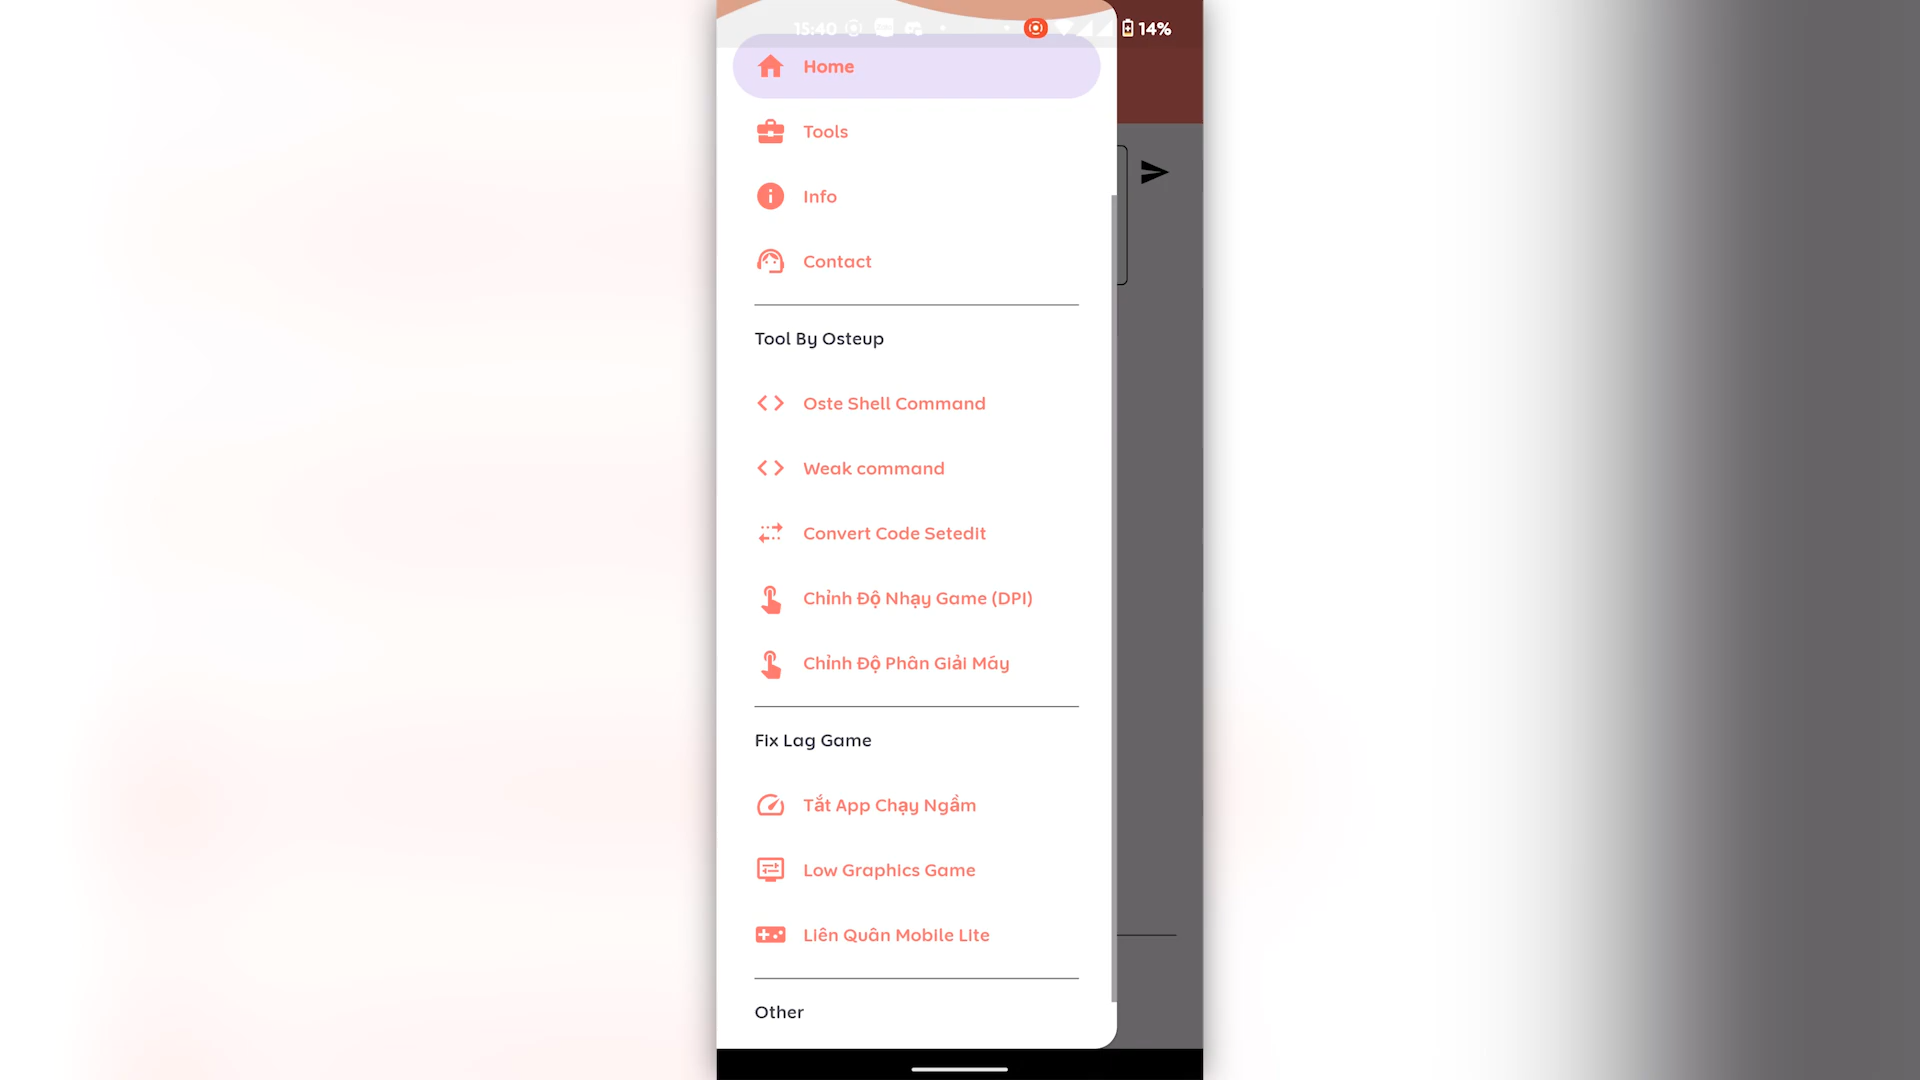 15:40 14%
Home
Tools
Info
Contact
Tool By Osteup
Oste Shell Command
Weak command
Convert Code Setedit
Chỉnh Độ Nhạy Game (DPI)
Chỉnh Độ Phân Giải Máy
Fix Lag Game
Tắt App Chạy Ngầm
Low Graphics Game
Liên Quân Mobile Lite
Other